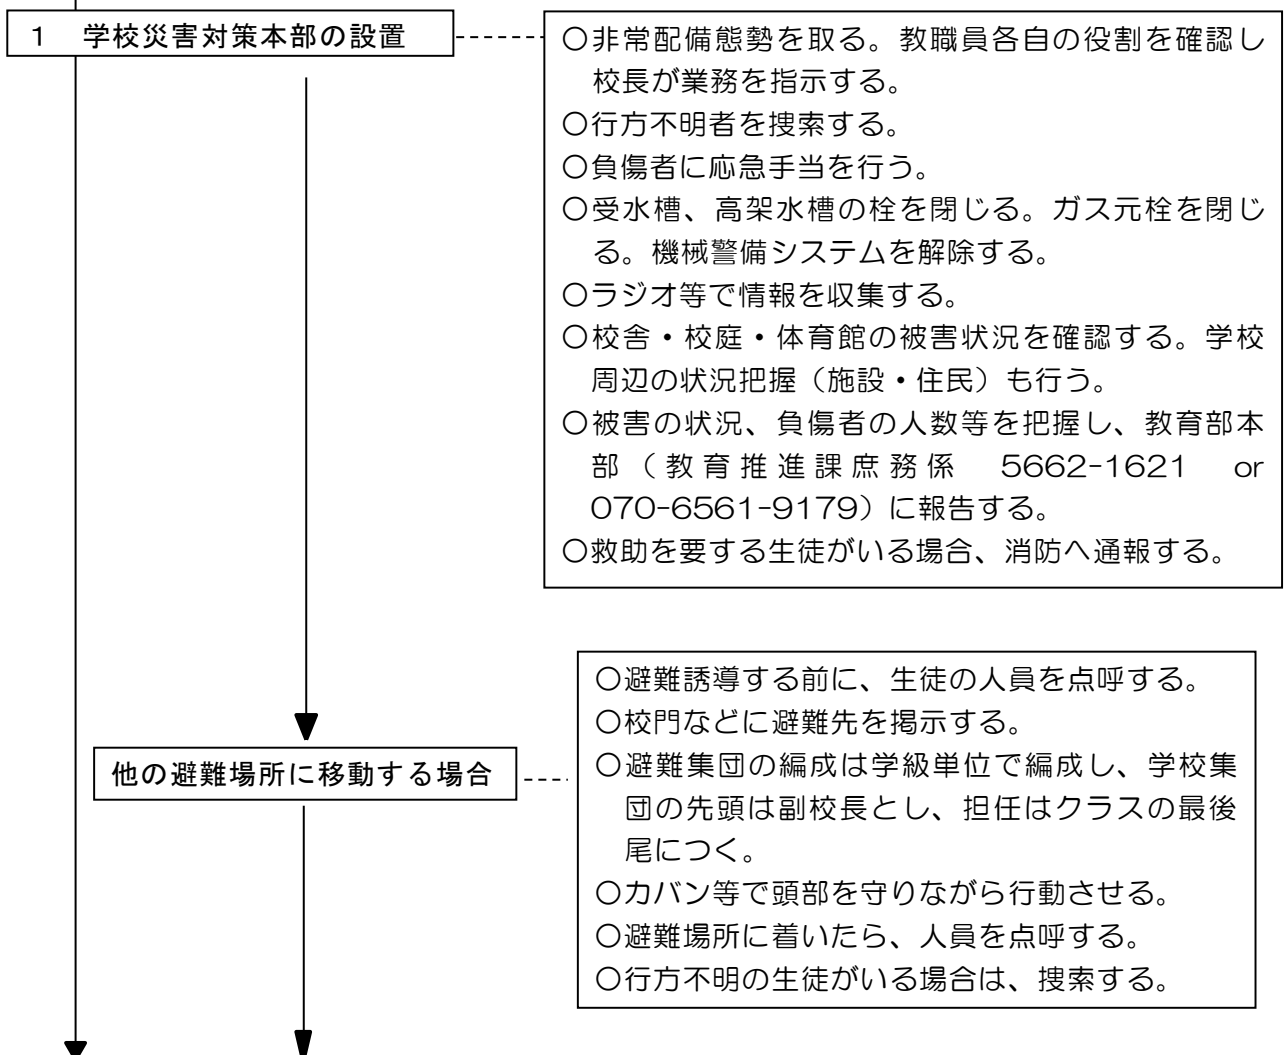 1 学校災害対策本部の設置
〇非常配備態勢を取る。教職員各自の役割を確認し
校長が業務を指示する。
〇行方不明者を捜索する。
〇負傷者に応急手当を行う。
〇受水槽、高架水槽の栓を閉じる。ガス元栓を閉じ
る。機械警備システムを解除する。
〇ラジオ等で情報を収集する。
〇校舎・校庭・体育館の被害状況を確認する。学校
周辺の状況把握（施設・住民）も行う。
〇被害の状況、負傷者の人数等を把握し、教育部本
部（教育推進課庶務係 5662-1621 or
070-6561-9179）に報告する。
〇救助を要する生徒がいる場合、消防へ通報する。
他の避難場所に移動する場合
〇避難誘導する前に、生徒の人員を点呼する。
〇校門などに避難先を掲示する。
〇避難集団の編成は学級単位で編成し、学校集
団の先頭は副校長とし、担任はクラスの最後
尾につく。
〇カバン等で頭部を守りながら行動させる。
〇避難場所に着いたら、人員を点呼する。
〇行方不明の生徒がいる場合は、捜索する。